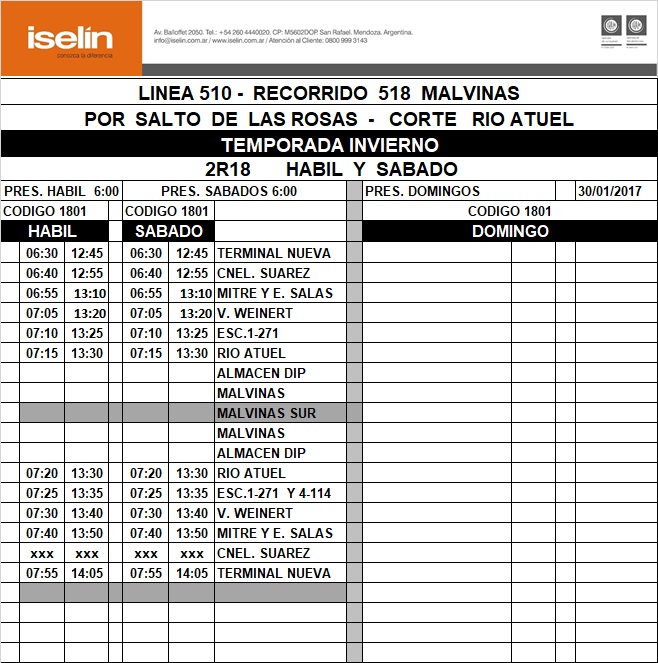 iselín
conozca la diferencia
Av. Balloffet 2050. Tel.: +54 260 4440020. CP: M5602DOP. San Rafael. Mendoza. Argentina.
info@iselin.com.ar / www.iselin.com.ar / Atención al Cliente: 0800 999 3143
LINEA 510 - RECORRIDO 518 MALVINAS
POR SALTO DE LAS ROSAS - CORTE RIO ATUEL
TEMPORADA INVIERNO
2R18 HABIL Y SABADO
PRES. HABIL 6:00 PRES. SABADOS 6:00 PRES. DOMINGOS 30/01/2017
CODIGO 1801 CODIGO 1801 CODIGO 1801
HABIL SABADO DOMINGO
06:30 12:45 06:30 12:45 TERMINAL NUEVA
06:40 12:55 06:40 12:55 CNEL. SUAREZ
06:55 13:10 06:55 13:10 MITRE Y E. SALAS
07:05 13:20 07:05 13:20 V. WEINERT
07:10 13:25 07:10 13:25 ESC.1-271
07:15 13:30 07:15 13:30 RIO ATUEL
ALMACEN DIP
MALVINAS
MALVINAS SUR
MALVINAS
ALMACEN DIP
07:20 13:30 07:20 13:30 RIO ATUEL
07:25 13:35 07:25 13:35 ESC.1-271 Y 4-114
07:30 13:40 07:30 13:40 V. WEINERT
07:40 13:50 07:40 13:50 MITRE Y E. SALAS
xxx xxx xxx xxx CNEL. SUAREZ
07:55 14:05 07:55 14:05 TERMINAL NUEVA